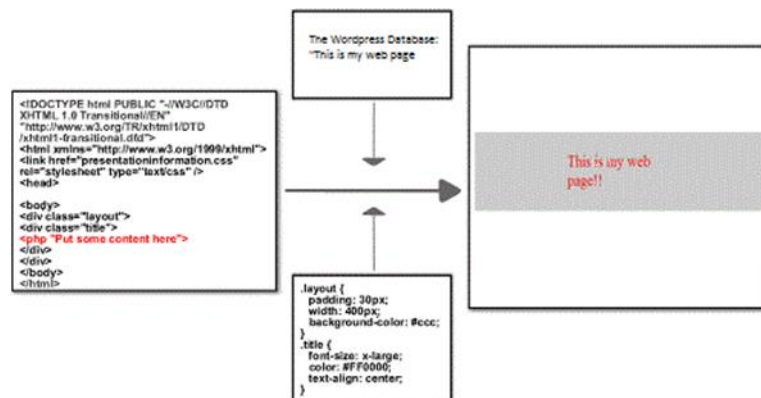 The Wordpress Database:
"This is my web page
<!DOCTYPE html PUBLIC "-//W3C//DTD
XHTML 1.0 Transitional//EN"
"http://www.w3.org/TR/xhtml1/DTD
/xhtml1-transitional.dtd">
<html xmlns="http://www.w3.org/1999/xhtml">
<link href="presentationinformation.css"
rel="stylesheet" type="text/css" />
<head>
<body>
<div class="layout">
<div class="title">
<php "Put some content here">
</div>
</div>
</body>
</html>
.layout {
padding: 30px;
width: 400px;
background-color: #ccc;
}
.title {
font-size: x-large;
color: #FF0000;
text-align: center;
}
This is my web
page!!